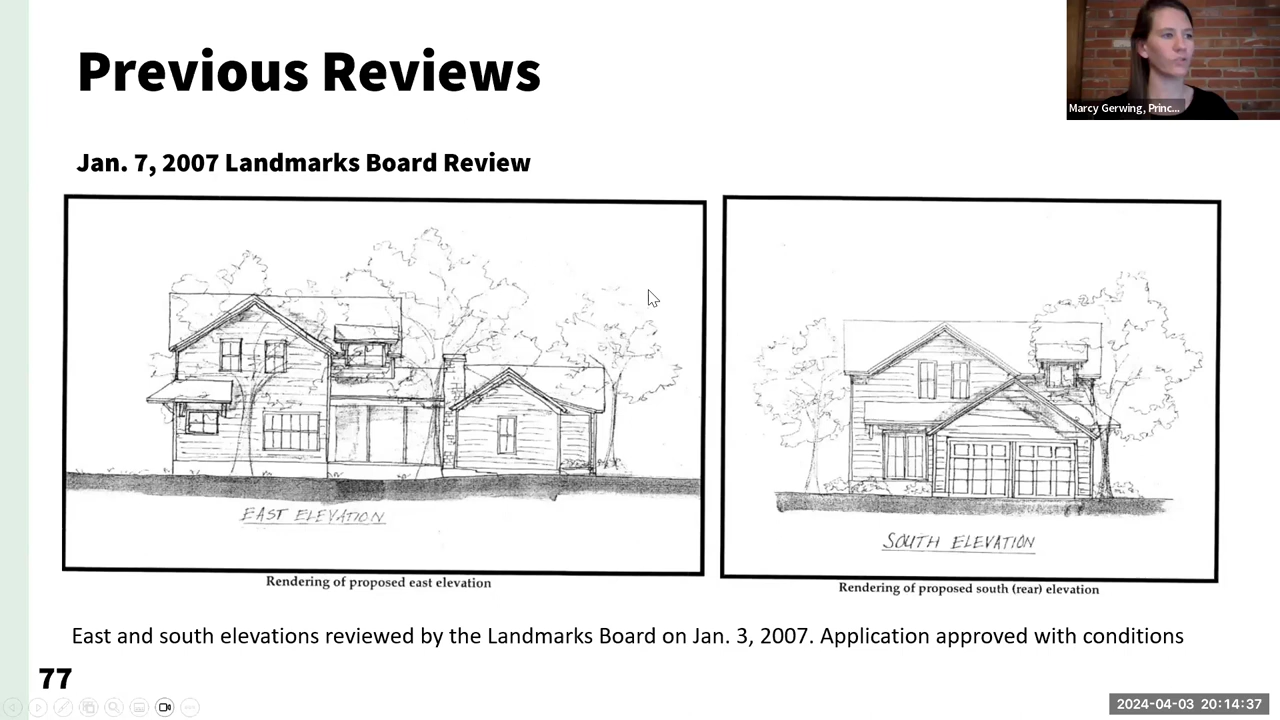 Previous Reviews
Marcy Gerwing, Princ...
Jan. 7, 2007 Landmarks Board Review
EAST ELEVATION
SOUTH ELEVATION
Rendering of proposed east elevation
Rendering of proposed south (rear) elevation
East and south elevations reviewed by the Landmarks Board on Jan. 3, 2007. Application approved with conditions
77
2024-04-03 20:14:37